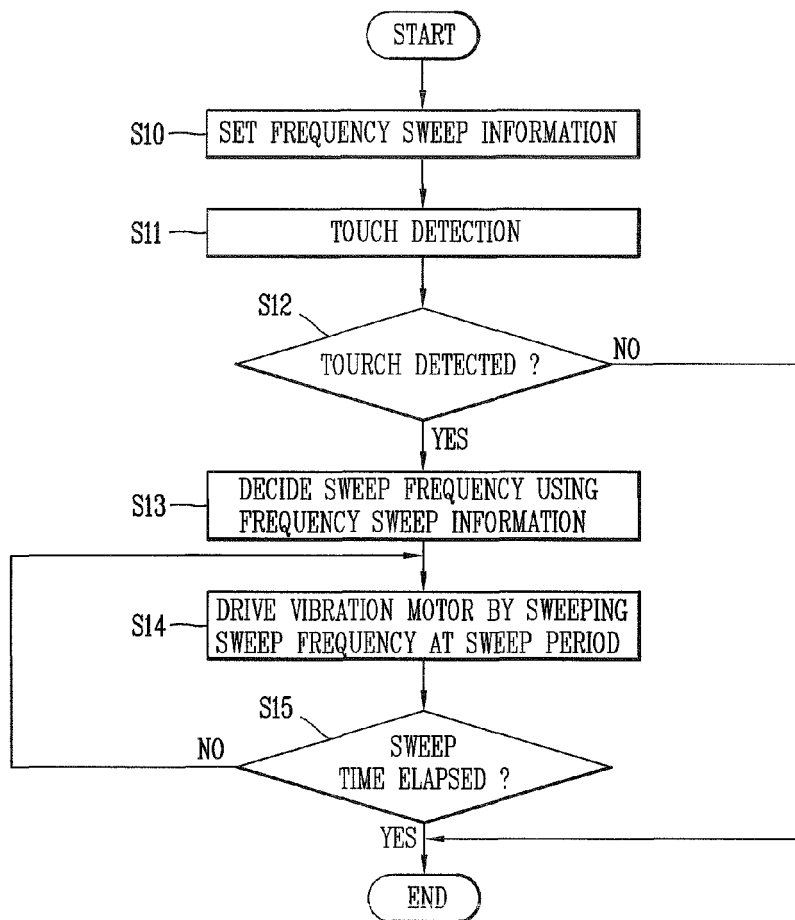 START
S10
SET FREQUENCY SWEEP INFORMATION
S11
TOUCH DETECTION
S12
TOURCH DETECTED ?
NO
YES
S13
DECIDE SWEEP FREQUENCY USING
FREQUENCY SWEEP INFORMATION
S14
DRIVE VIBRATION MOTOR BY SWEEPING
SWEEP FREQUENCY AT SWEEP PERIOD
S15
NO
SWEEP
TIME ELAPSED ?
YES
END